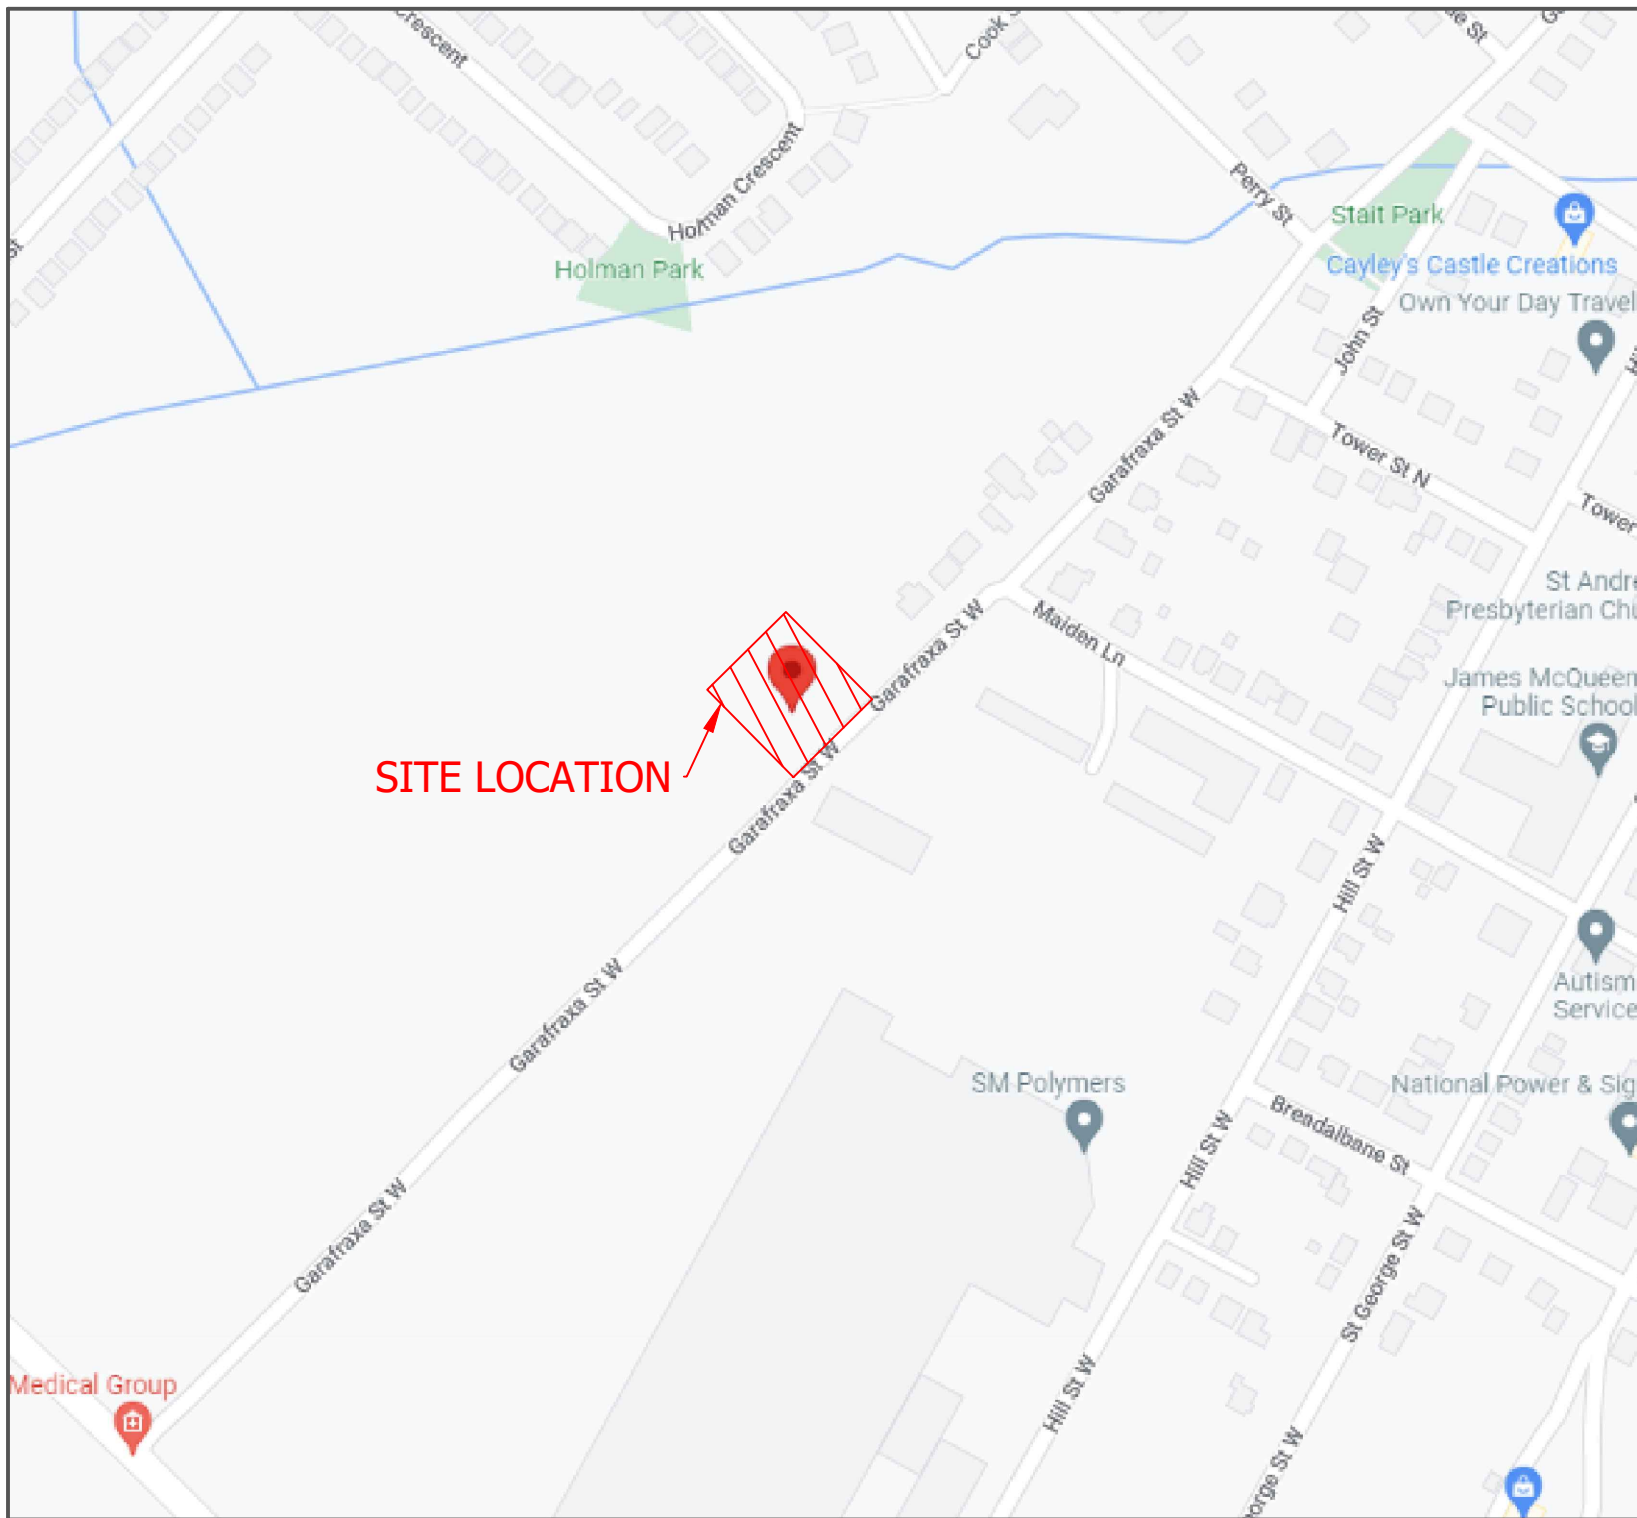 Crescent
Cook
Holman Crescent
Perry St
Stait Park
Holman Park
Cayley's Castle Creations
Own Your Day Travel
John St
Garafraxa St W
Tower St N
Tower
St Andre
Presbyterian Chu
Maiden Ln
Garafraxa St W
James McQueen
Public School
SITE LOCATION
Garafraxa St W
Hill St W
Garafraxa St W
Autism
Service
SM Polymers
National Power & Sig
Breadalbane St
Hill St W
Garafraxa St W
St George St W
Medical Group
Hill St W
orge St W